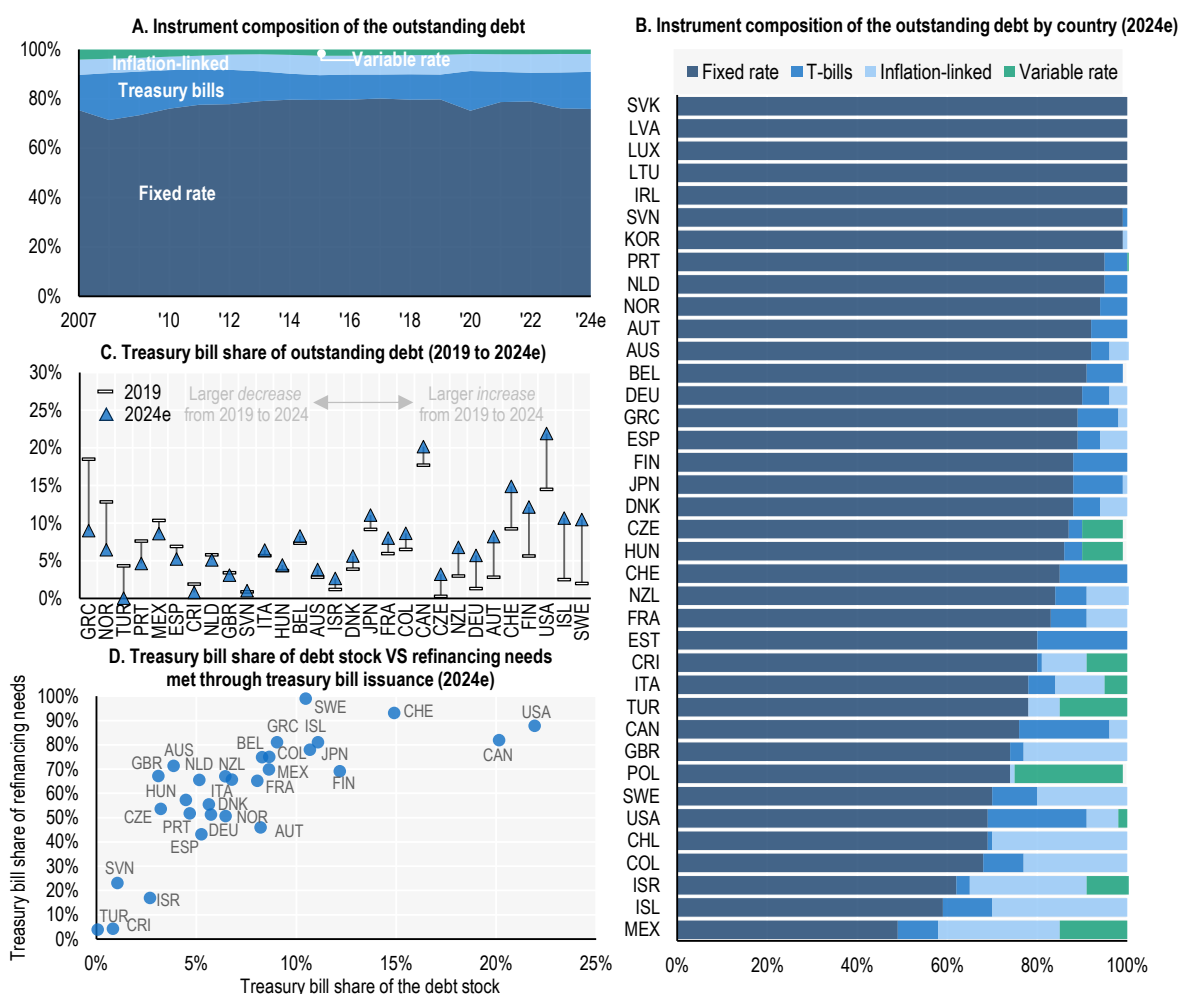 A. Instrument composition of the outstanding debt
100%
80%
60%
40%
20%
0%
Inflation-linked
Variable rate
Treasury bills
Fixed rate
2007 '10 '12 '14 '16 '18 '20 '22 '24e
C. Treasury bill share of outstanding debt (2019 to 2024e)
30%
25%
20%
15%
10%
5%
0%
2019
2024e
Larger decrease
from 2019 to 2024
Larger increase
from 2019 to 2024
GRC NOR TUR PRT MEX ESP CRI NLD GBR SVN ITA HUN BEL AUS ISR DNK JPN FRA COL CAN CZE NZL DEU AUT CHE FIN USA ISL SWE
D. Treasury bill share of debt stock VS refinancing needs
met through treasury bill issuance (2024e)
Treasury bill share of refinancing needs
100%
90%
80%
70%
60%
50%
40%
30%
20%
10%
0%
SWE
CHE
USA
GRC ISL
CAN
AUS
BEL
COL
JPN
GBR
NLD NZL
MEX
FIN
HUN
ITA
FRA
CZE
DNK
PRT
DEU
NOR
AUT
ESP
SVN
ISR
TUR
CRI
0% 5% 10% 15% 20% 25%
Treasury bill share of the debt stock
B. Instrument composition of the outstanding debt by country (2024e)
Fixed rate T-bills Inflation-linked Variable rate
SVK
LVA
LUX
LTU
IRL
SVN
KOR
PRT
NLD
NOR
AUT
AUS
BEL
DEU
GRC
ESP
FIN
JPN
DNK
CZE
HUN
CHE
NZL
FRA
EST
CRI
ITA
TUR
CAN
GBR
POL
SWE
USA
CHL
COL
ISR
ISL
MEX
0% 20% 40% 60% 80% 100%